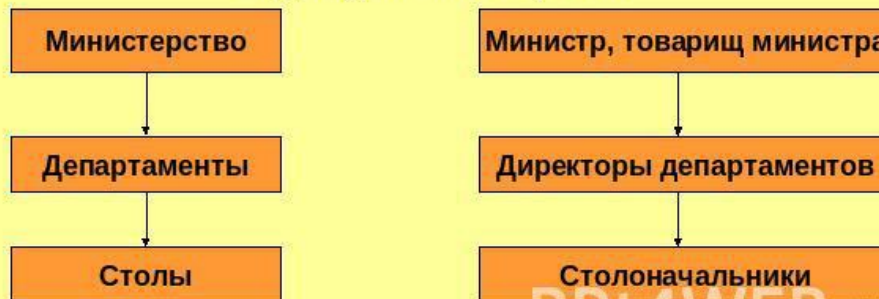 Министерство
Министр, товарищ министра
Департаменты
Директоры департаментов
Столы
Столоначальники